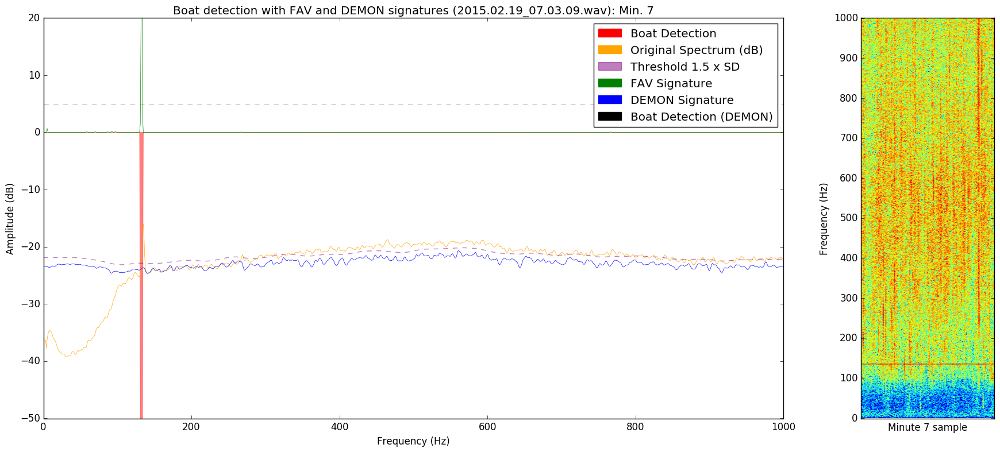 Boat detection with FAV and DEMON signatures (2015.02.19_07.03.09.wav): Min. 7
Boat Detection
Original Spectrum (dB)
Threshold 1.5 x SD
FAV Signature
DEMON Signature
Boat Detection (DEMON)
Amplitude (dB)
20
10
0
−10
−20
−30
−40
−50
0
200
400
600
800
1000
Frequency (Hz)
Frequency (Hz)
1000
900
800
700
600
500
400
300
200
100
0
Minute 7 sample